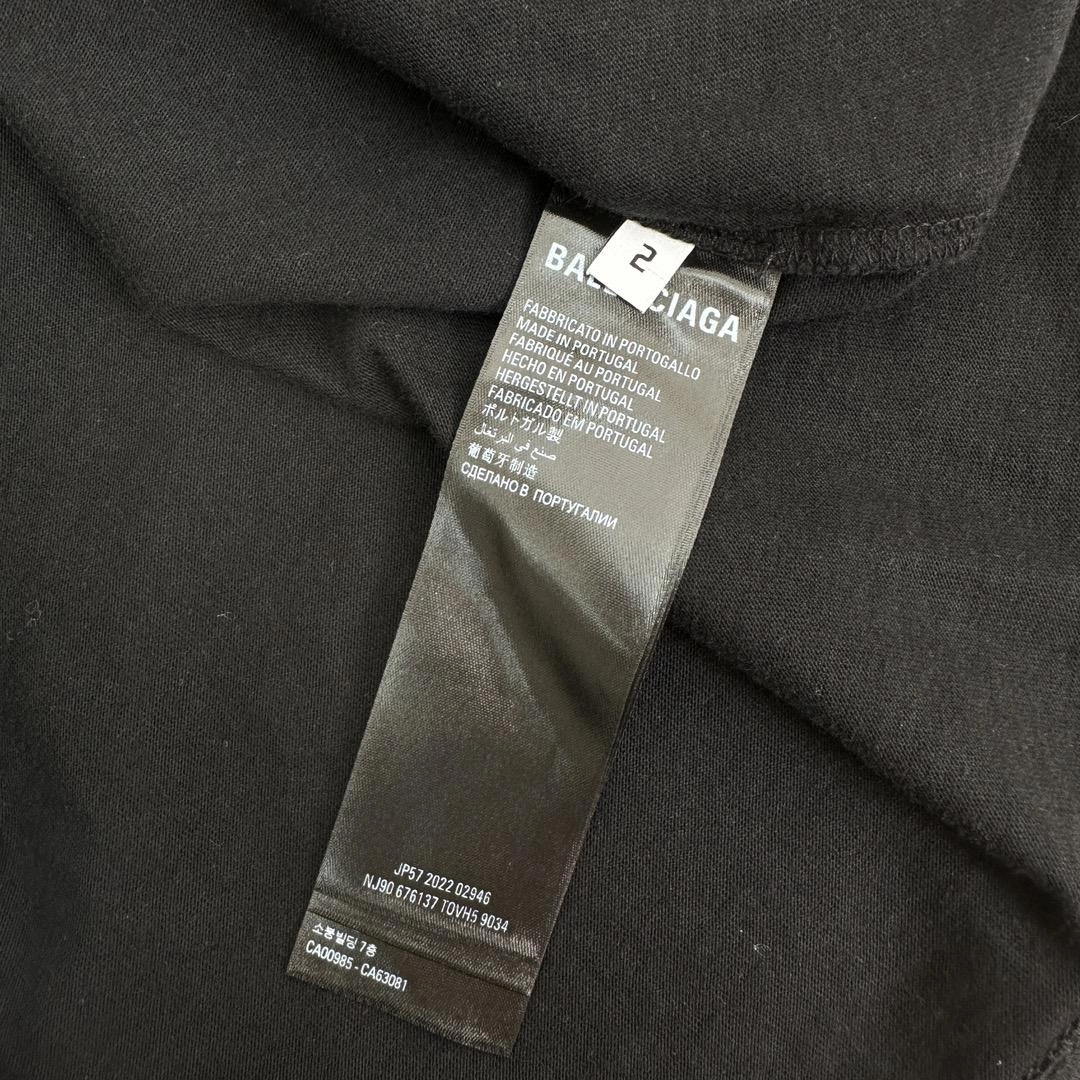 2
BALENCIAGA
FABBRICATO IN PORTOGALLO
MADE IN PORTUGAL
FABRIQUÉ AU PORTUGAL
HECHO EN PORTUGAL
HERGESTELLT IN PORTUGAL
FABRICADO EM PORTUGAL
ポルトガル製
صنع في البرتغال
葡萄牙制造
СДЕЛАНО В ПОРТУГАЛИИ
JP57 2022 02946
NJ90 676137 TOVH5 9034
소봉빌딩 7층
CA00985 - CA63081